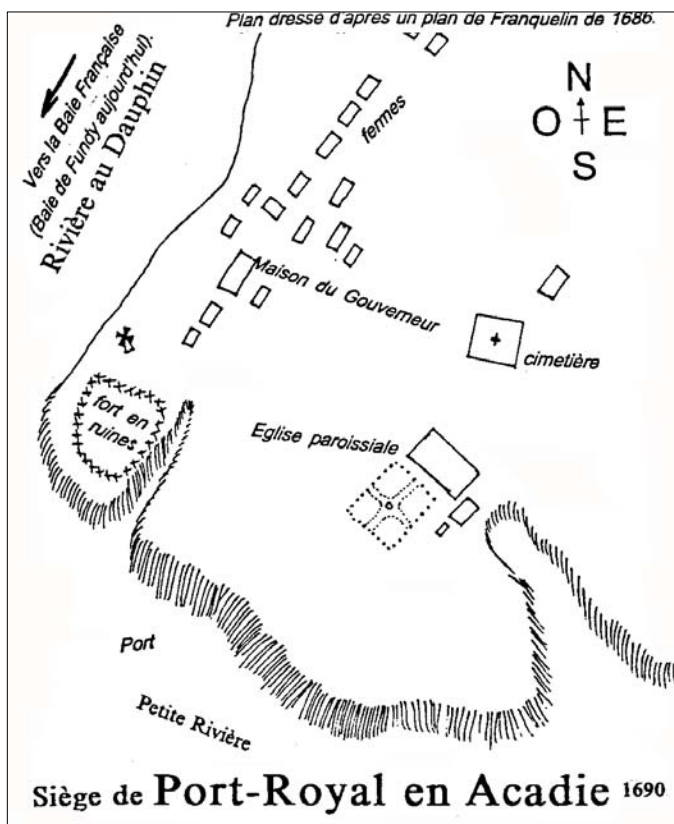 Plan dressé d'après un plan de Franquelin de 1686.
Vers la Baie Française
(Baie de Fundy aujourd'hui).
Rivière au Dauphin
fermes
N
O E
S
Maison du Gouverneur
cimetière
fort en
ruines
Eglise paroissiale
Port
Petite Rivière
Siège de Port-Royal en Acadie 1690